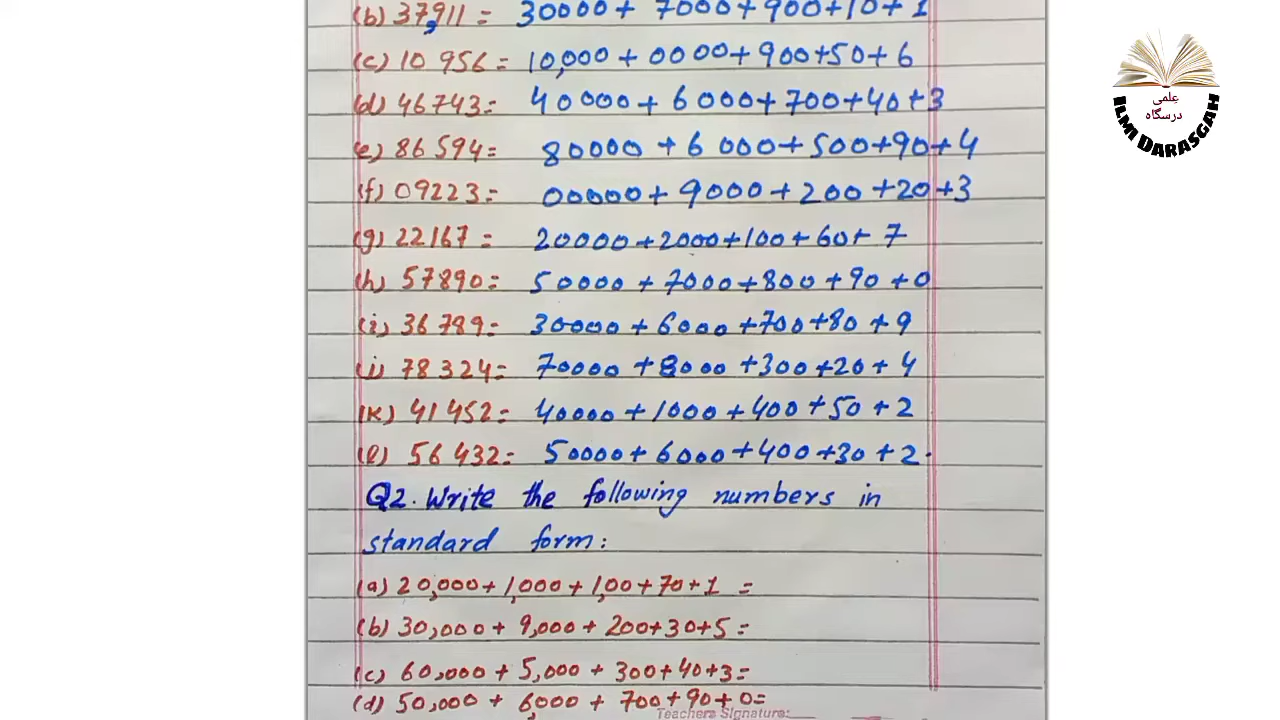 (b) 37,911 = 30000 + 7000 + 900 + 10 + 1
(c) 10 956 = 10,000 + 0000 + 900 + 50 + 6
(d) 46743 = 40000 + 6000 + 700 + 40 + 3
(e) 86 594 = 80000 + 6 000 + 500 + 90 + 4
(f) 09223 = 00000 + 9000 + 200 + 20 + 3
(g) 22167 = 20000 + 2000 + 100 + 60 + 7
(h) 57890 = 50000 + 7000 + 800 + 90 + 0
(i) 36 789 = 30000 + 6000 + 700 + 80 + 9
(j) 78 324 = 70000 + 8000 + 300 + 20 + 4
(k) 41 452 = 40000 + 1000 + 400 + 50 + 2
(l) 56 432 = 50000 + 6000 + 400 + 30 + 2.
Q2. Write the following numbers in
standard form:
(a) 20,000 + 1,000 + 1,00 + 70 + 1 =
(b) 30,000 + 9,000 + 200 + 30 + 5 =
(c) 60,000 + 5,000 + 300 + 40 + 3 =
(d) 50,000 + 6,000 + 700 + 90 + 0 =
Teachers Signature:
علمی
درسگاہ
ILMI DARASGAH